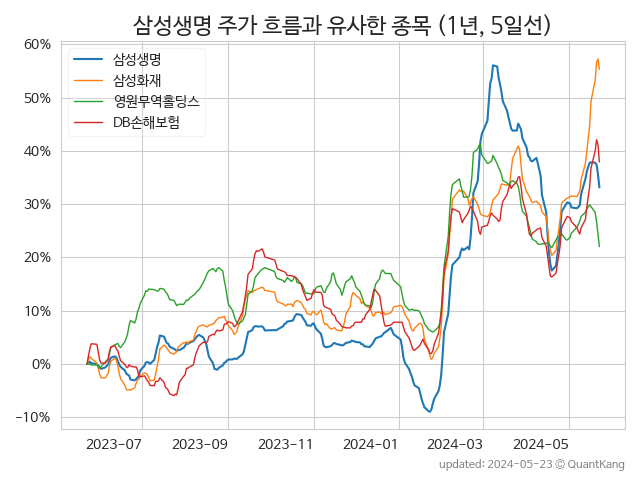 삼성생명 주가 흐름과 유사한 종목 (1년, 5일선)
60%
50%
40%
30%
20%
10%
0%
−10%
삼성생명
삼성화재
영원무역홀딩스
DB손해보험
2023-07
2023-09
2023-11
2024-01
2024-03
2024-05
updated: 2024-05-23 ⓒ QuantKang